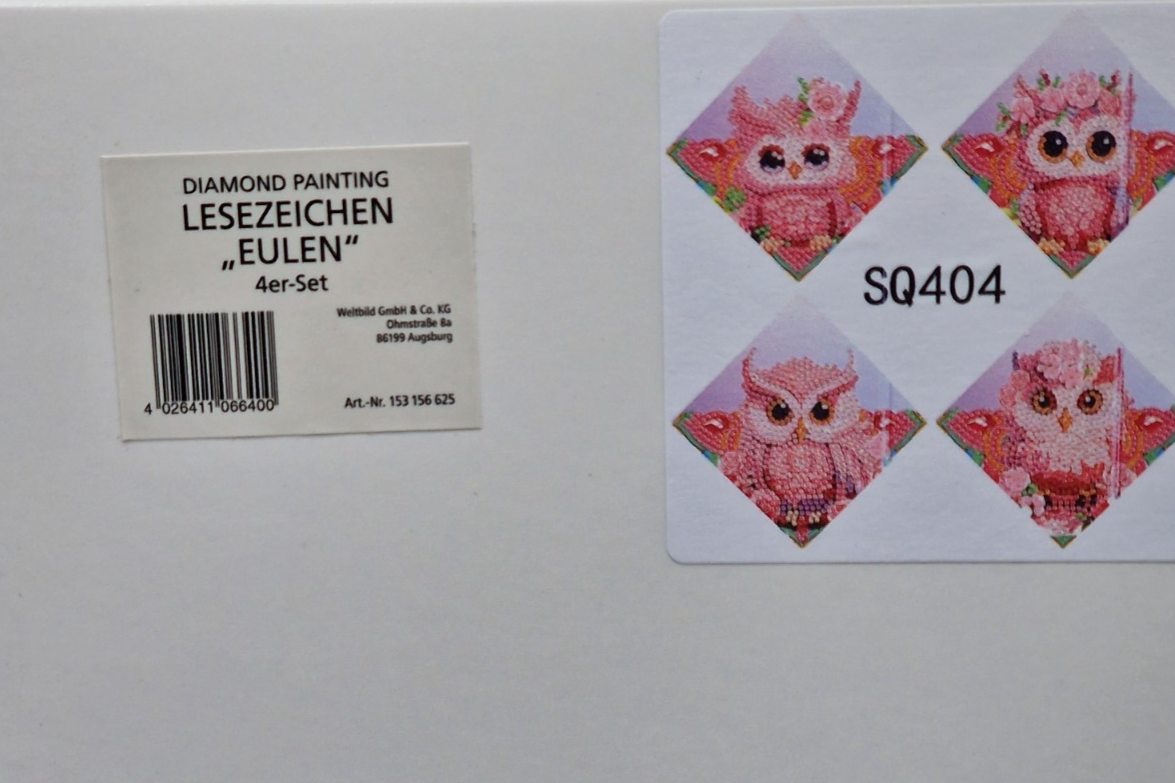 DIAMOND PAINTING
LESEZEICHEN
„EULEN“
4er-Set
Weltbild GmbH & Co. KG
Ohmstraße 8a
86199 Augsburg
4 026411 066400
Art.-Nr. 153 156 625
SQ404